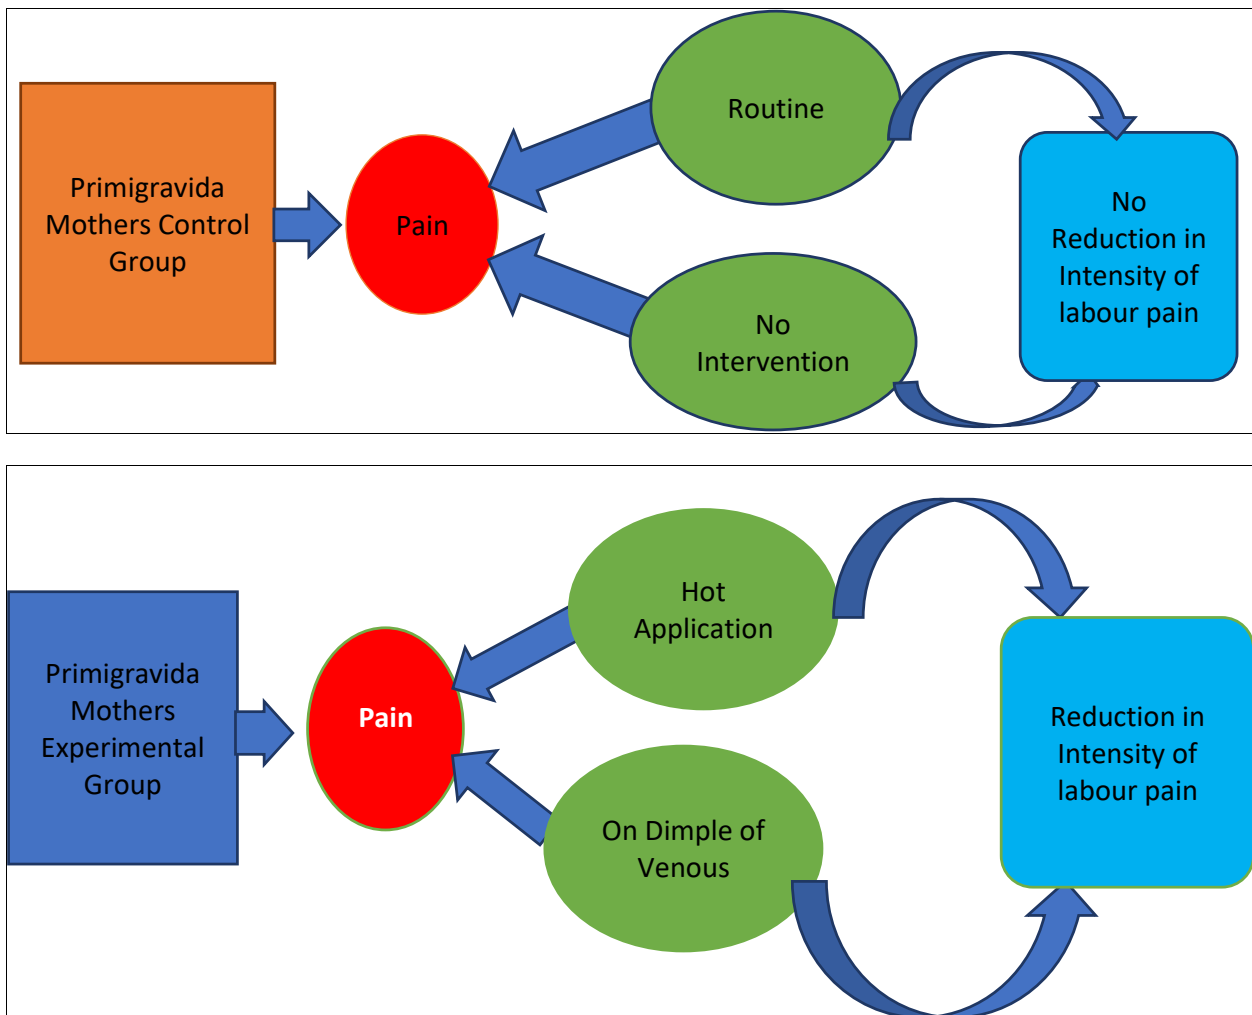 Primigravida
Mothers Control
Group
Pain
Routine
No
Intervention
No
Reduction in
Intensity of
labour pain
Primigravida
Mothers
Experimental
Group
Pain
Hot
Application
On Dimple of
Venous
Reduction in
Intensity of
labour pain